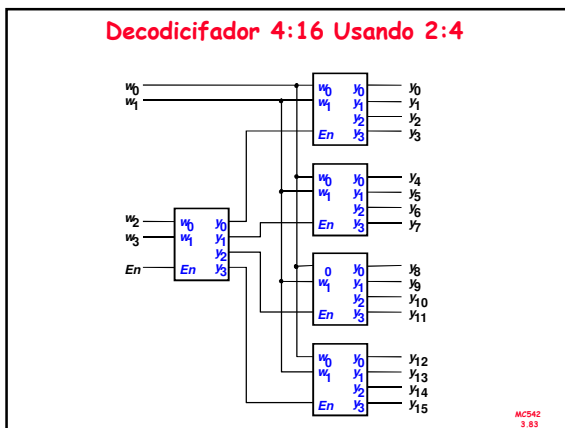 Decodicifador 4:16 Usando 2:4
w0 w0 y0 y0
w1 w1 y1 y1
y2 y2
En y3 y3
w0 y0 y4
w1 y1 y5
y2 y6
En y3 y7
w2 w0 y0
w3 w1 y1
y2
En En y3
0 y0 y8
w1 y1 y9
y2 y10
En y3 y11
w0 y0 y12
w1 y1 y13
y2 y14
En y3 y15
MC542
3.83